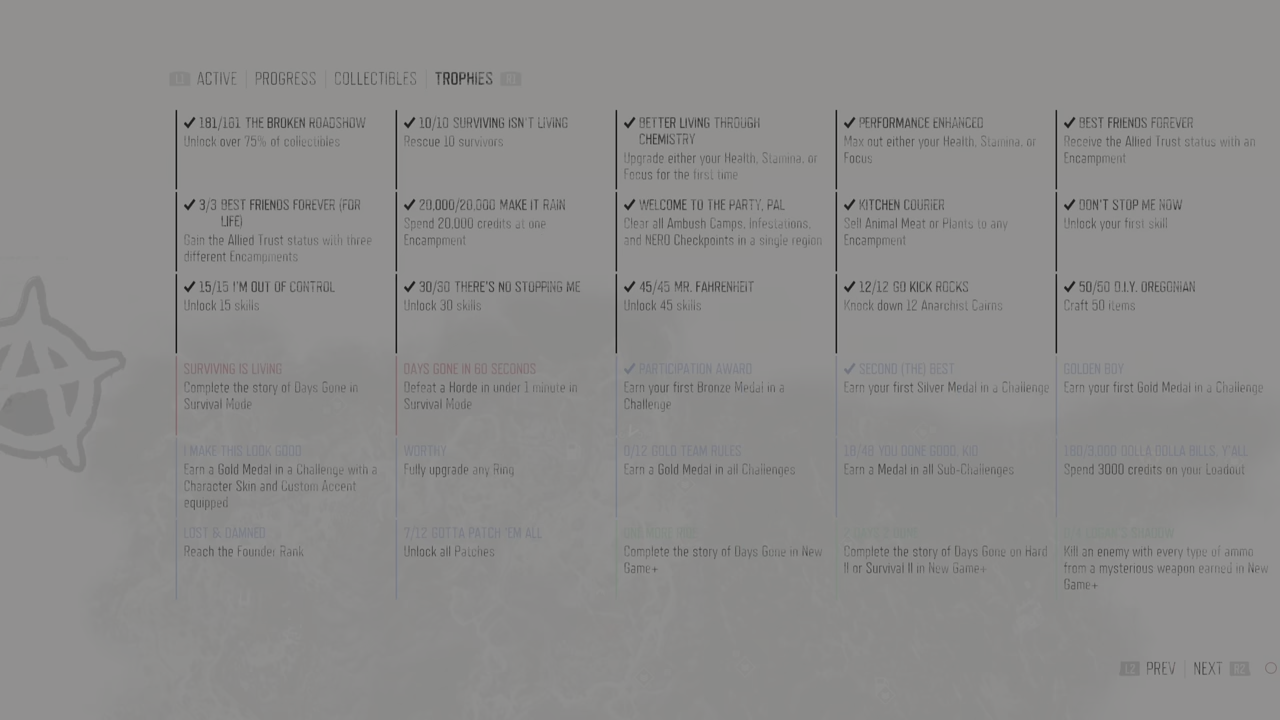 L1 ACTIVE | PROGRESS | COLLECTIBLES | TROPHIES R1
✔ 181/181 THE BROKEN ROADSHOW
Unlock over 75% of collectibles
✔ 10/10 SURVIVING ISN'T LIVING
Rescue 10 survivors
✔ BETTER LIVING THROUGH
CHEMISTRY
Upgrade either your Health, Stamina, or
Focus for the first time
✔ PERFORMANCE ENHANCED
Max out either your Health, Stamina, or
Focus
✔ BEST FRIENDS FOREVER
Receive the Allied Trust status with an
Encampment
✔ 3/3 BEST FRIENDS FOREVER (FOR
LIFE)
Gain the Allied Trust status with three
different Encampments
✔ 20,000/20,000 MAKE IT RAIN
Spend 20,000 credits at one
Encampment
✔ WELCOME TO THE PARTY, PAL
Clear all Ambush Camps, Infestations,
and NERO Checkpoints in a single region
✔ KITCHEN COURIER
Sell Animal Meat or Plants to any
Encampment
✔ DON'T STOP ME NOW
Unlock your first skill
✔ 15/15 I'M OUT OF CONTROL
Unlock 15 skills
✔ 30/30 THERE'S NO STOPPING ME
Unlock 30 skills
✔ 45/45 MR. FAHRENHEIT
Unlock 45 skills
✔ 12/12 GO KICK ROCKS
Knock down 12 Anarchist Cairns
✔ 50/50 D.I.Y. OREGONIAN
Craft 50 items
SURVIVING IS LIVING
Complete the story of Days Gone in
Survival Mode
DAYS GONE IN 60 SECONDS
Defeat a Horde in under 1 minute in
Survival Mode
✔ PARTICIPATION AWARD
Earn your first Bronze Medal in a
Challenge
✔ SECOND (THE) BEST
Earn your first Silver Medal in a Challenge
GOLDEN BOY
Earn your first Gold Medal in a Challenge
I MAKE THIS LOOK GOOD
Earn a Gold Medal in a Challenge with a
Character Skin and Custom Accent
equipped
WORTHY
Fully upgrade any Ring
0/12 GOLD TEAM RULES
Earn a Gold Medal in all Challenges
18/48 YOU DONE GOOD, KID
Earn a Medal in all Sub-Challenges
/3,000 DOLLA DOLLA BILLS, Y'ALL
Spend 3000 credits on your Loadout
LOST & DAMNED
Reach the Founder Rank
7/12 GOTTA PATCH 'EM ALL
Unlock all Patches
ONE MORE
Complete the story of Days Gone in New
Game+
2 DAYS 2 GONE
Complete the story of Days Gone on Hard
II or Survival II in New Game+
SHADOW
Kill an enemy with every type of ammo
from a mysterious weapon earned in New
Game+
L2 PREV | NEXT R2